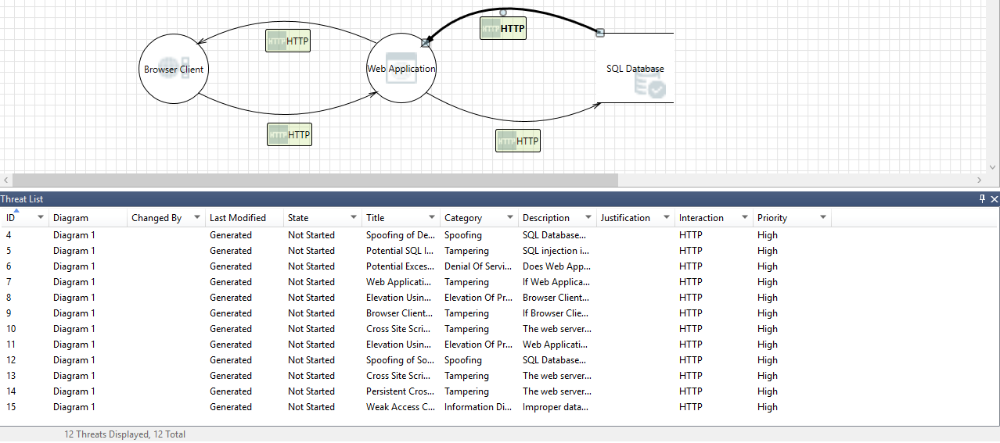 HTTP HTTP
HTTP HTTP
Browser Client
Web Application
SQL Database
HTTP HTTP
HTTP HTTP
Threat List
ID Diagram Changed By Last Modified State Title Category Description Justification Interaction Priority
4 Diagram 1 Generated Not Started Spoofing of De... Spoofing SQL Database... HTTP High
5 Diagram 1 Generated Not Started Potential SQL I... Tampering SQL injection i... HTTP High
6 Diagram 1 Generated Not Started Potential Exces... Denial Of Servi... Does Web App... HTTP High
7 Diagram 1 Generated Not Started Web Applicati... Tampering If Web Applica... HTTP High
8 Diagram 1 Generated Not Started Elevation Usin... Elevation Of Pr... Browser Client... HTTP High
9 Diagram 1 Generated Not Started Browser Client... Tampering If Browser Clie... HTTP High
10 Diagram 1 Generated Not Started Cross Site Scri... Tampering The web server... HTTP High
11 Diagram 1 Generated Not Started Elevation Usin... Elevation Of Pr... Web Applicati... HTTP High
12 Diagram 1 Generated Not Started Spoofing of So... Spoofing SQL Database... HTTP High
13 Diagram 1 Generated Not Started Cross Site Scri... Tampering The web server... HTTP High
14 Diagram 1 Generated Not Started Persistent Cros... Tampering The web server... HTTP High
15 Diagram 1 Generated Not Started Weak Access C... Information Di... Improper data... HTTP High
12 Threats Displayed, 12 Total